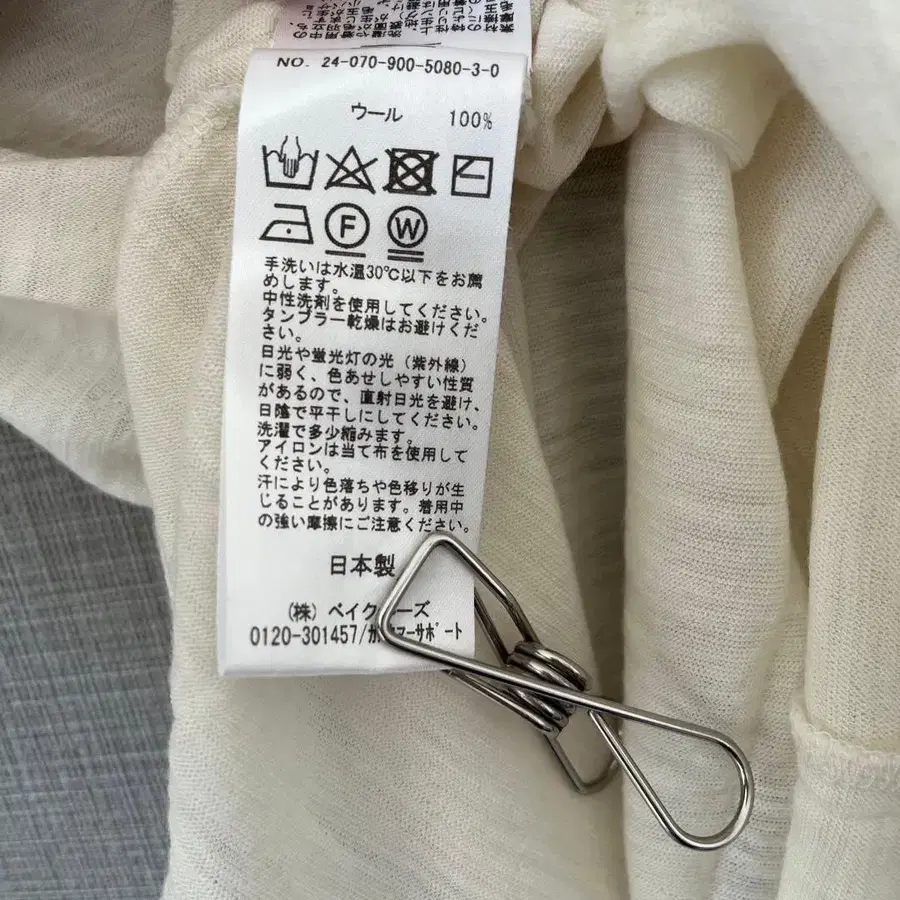 NO. 24-070-900-5080-3-0
ウール 100%
F W
手洗いは水温30℃以下をお薦
めします。
中性洗剤を使用してください。
タンブラー乾燥はお避けくだ
さい。
日光や蛍光灯の光(紫外線)
に弱く、色あせしやすい性質
があるので、直射日光を避け、
日陰で平干しにしてください。
洗濯で多少縮みます。
アイロンは当て布を使用して
ください。
汗により色落ちや色移りが生
じることがあります。着用中
の強い摩擦にご注意ください。
日本製
(株)ベイク ーズ
0120-301457/カ マーサポート